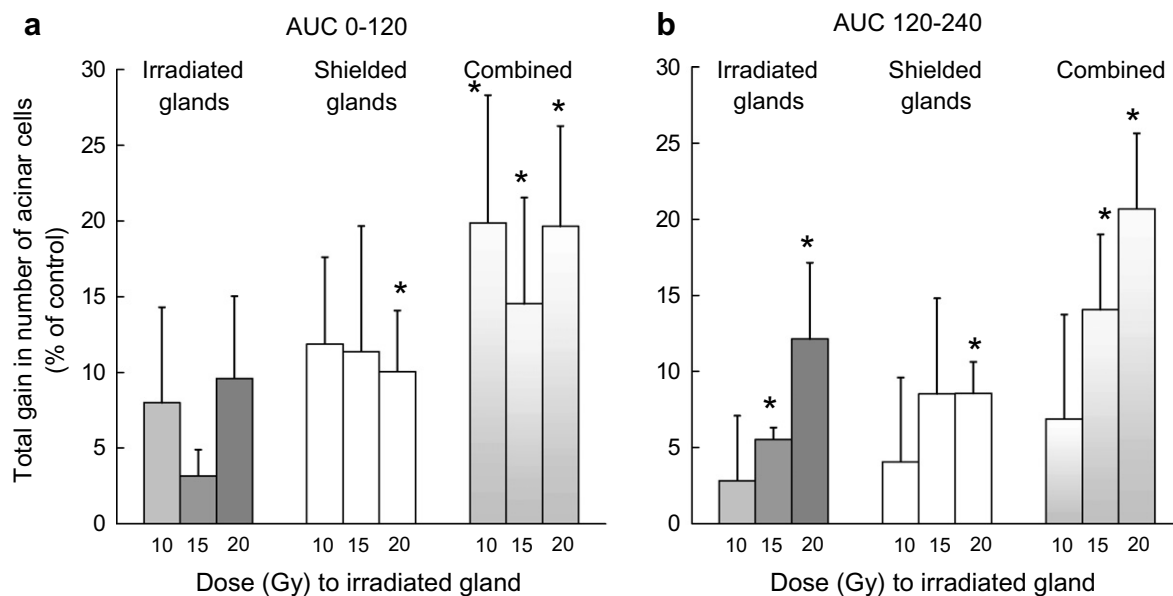 a
AUC 0-120
Total gain in number of acinar cells
(% of control)
30
25
20
15
10
5
0
Irradiated
glands
Shielded
glands
Combined
*
*
*
*
10 15 20
10 15 20
10 15 20
Dose (Gy) to irradiated gland
b
AUC 120-240
30
25
20
15
10
5
0
Irradiated
glands
Shielded
glands
Combined
*
*
*
*
*
10 15 20
10 15 20
10 15 20
Dose (Gy) to irradiated gland